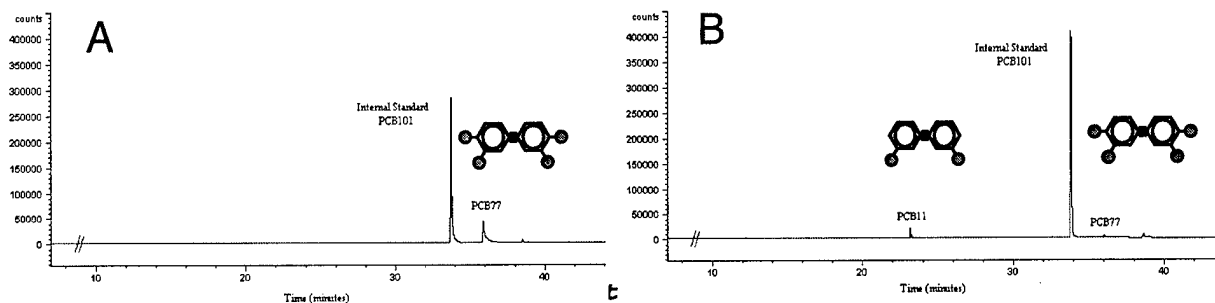 A
counts
400000
350000
300000
250000
200000
150000
100000
50000
0
Internal Standard
PCB101
PCB77
10
20
30
40
Time (minutes)
t
B
counts
400000
350000
300000
250000
200000
150000
100000
50000
0
Internal Standard
PCB101
PCB11
PCB77
10
20
30
40
Time (minutes)